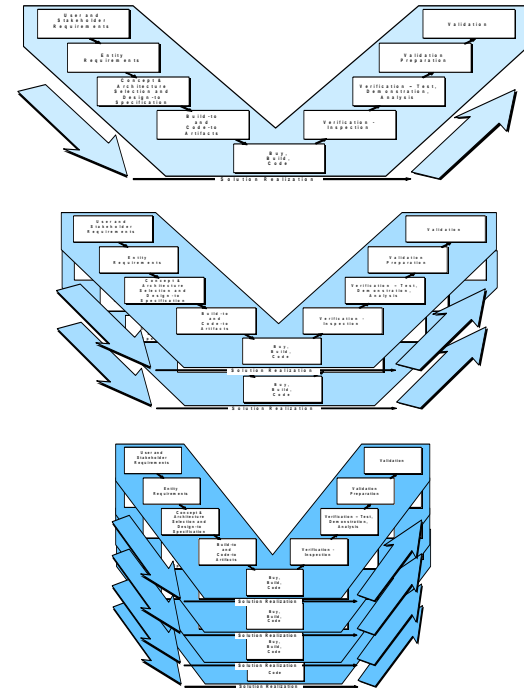 User and
Stakeholder
Requirements
Validation
Entity
Requirements
Validation
Preparation
Concept &
Architecture
Selection and
Design-to
Specification
Verification – Test,
Demonstration,
Analysis
Build-to
and
Code-to
Artifacts
Verification -
Inspection
Buy,
Build,
Code
Solution Realization
User and
Stakeholder
Requirements
Validation
Entity
Requirements
Validation
Preparation
Concept &
Architecture
Selection and
Design-to
Specification
Verification – Test,
Demonstration,
Analysis
Build-to
and
Code-to
Artifacts
Verification -
Inspection
Buy,
Build,
Code
Solution Realization
Buy,
Build,
Code
Solution Realization
User and
Stakeholder
Requirements
Validation
Entity
Requirements
Validation
Preparation
Concept &
Architecture
Selection and
Design-to
Specification
Verification – Test,
Demonstration,
Analysis
Build-to
and
Code-to
Artifacts
Verification -
Inspection
Buy,
Build,
Code
Solution Realization
Buy,
Build,
Code
Solution Realization
Buy,
Build,
Code
Solution Realization
Code
Solution Realization